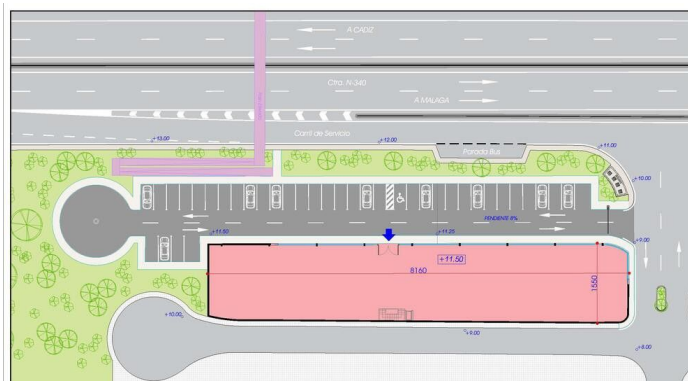 A CADIZ
Ctra. N-340
A MALAGA
Carril de Servicio
+13.00
+12.00
Parada Bus
+11.00
+10.00
PENDIENTE 8%
+11.50
+11.25
+9.00
+11.50
8160
1550
+10.00
+9.00
+8.00